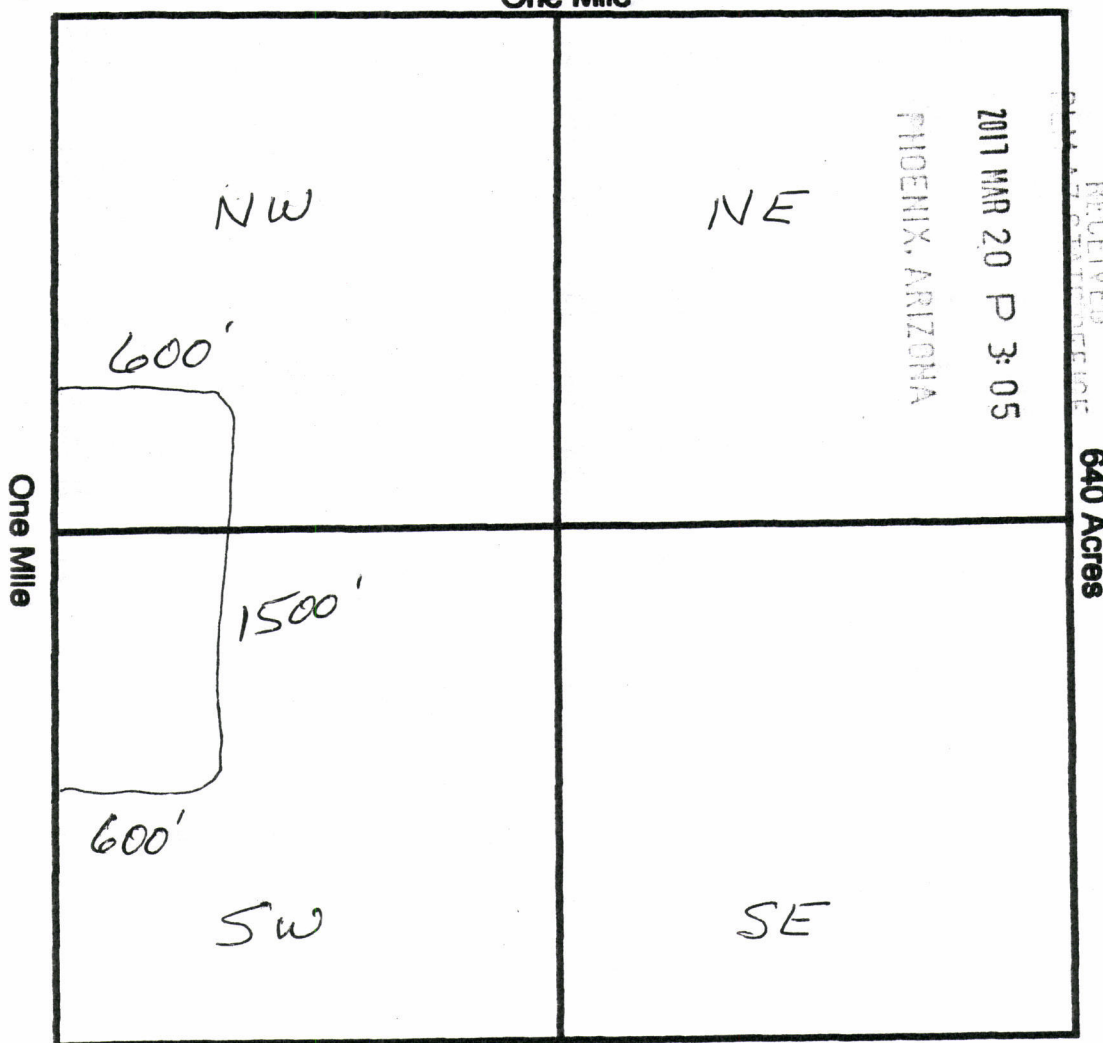 One Mile
NW
NE
RECEIVED
2017 MAR 20 P 3:05
PHOENIX, ARIZONA
600'
640 Acres
One Mile
1500'
600'
SW
SE